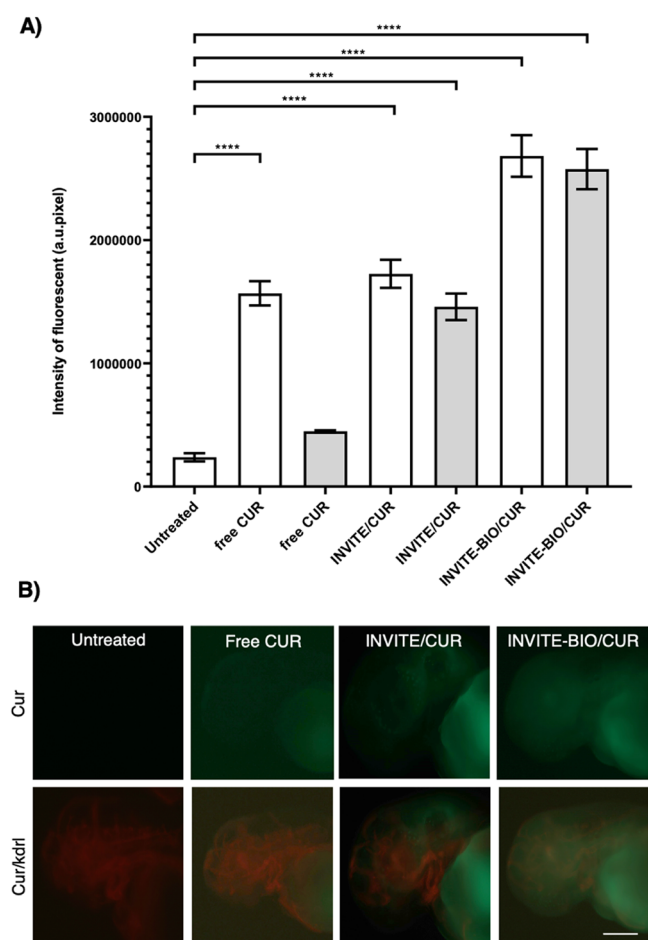 A)
****
****
****
****
****
3000000
2000000
1000000
0
Intensity of fluorescent (a.u.pixel)
Untreated
free CUR
free CUR
INVITE/CUR
INVITE/CUR
INVITE-BIO/CUR
INVITE-BIO/CUR
B)
Untreated
Free CUR
INVITE/CUR
INVITE-BIO/CUR
Cur
Cur/kdrl